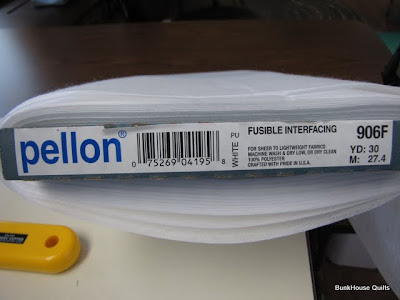 pellon®
0 75269 04195 8
WHITE PU
FUSIBLE INTERFACING 906F
FOR SHEER TO LIGHTWEIGHT FABRICS YD: 30
MACHINE WASH & DRY LOW, OR DRY CLEAN
100% POLYESTER M: 27.4
CRAFTED WITH PRIDE IN U.S.A.
BunkHouse Quilts